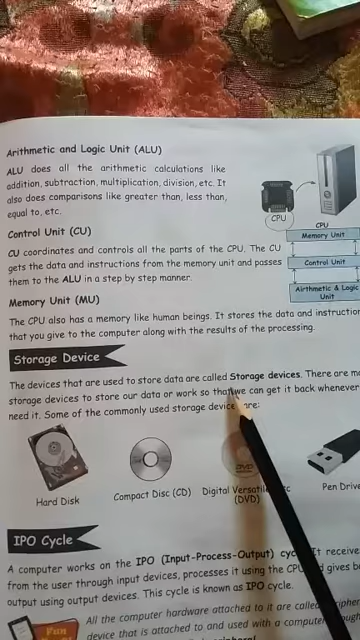 Arithmetic and Logic Unit (ALU)
ALU does all the arithmetic calculations like
addition, subtraction, multiplication, division, etc. It
also does comparisons like greater than, less than,
equal to, etc.
CPU
CPU
Control Unit (CU)
CU coordinates and controls all the parts of the CPU. The CU
gets the data and instructions from the memory unit and passes
them to the ALU in a step by step manner.
Memory Unit
Control Unit
Airthmetic & Logic
Unit
Memory Unit (MU)
The CPU also has a memory like human beings. It stores the data and instruction
that you give to the computer along with the results of the processing.
Storage Device
The devices that are used to store data are called Storage devices. There are
storage devices to store our data or work so that we can get it back whenever
need it. Some of the commonly used storage device are:
DVD
Hard Disk
Compact Disc (CD)
Digital Versatile
(DVD)
Pen Drive
IPO Cycle
A computer works on the IPO (Input-Process-Output) It receive
from the user through input devices, processes it using the CPU
output using output devices. This cycle is known as IPO cycle.
Fun
All the computer hardware attached to it are called
device that is attached to and used with a computer